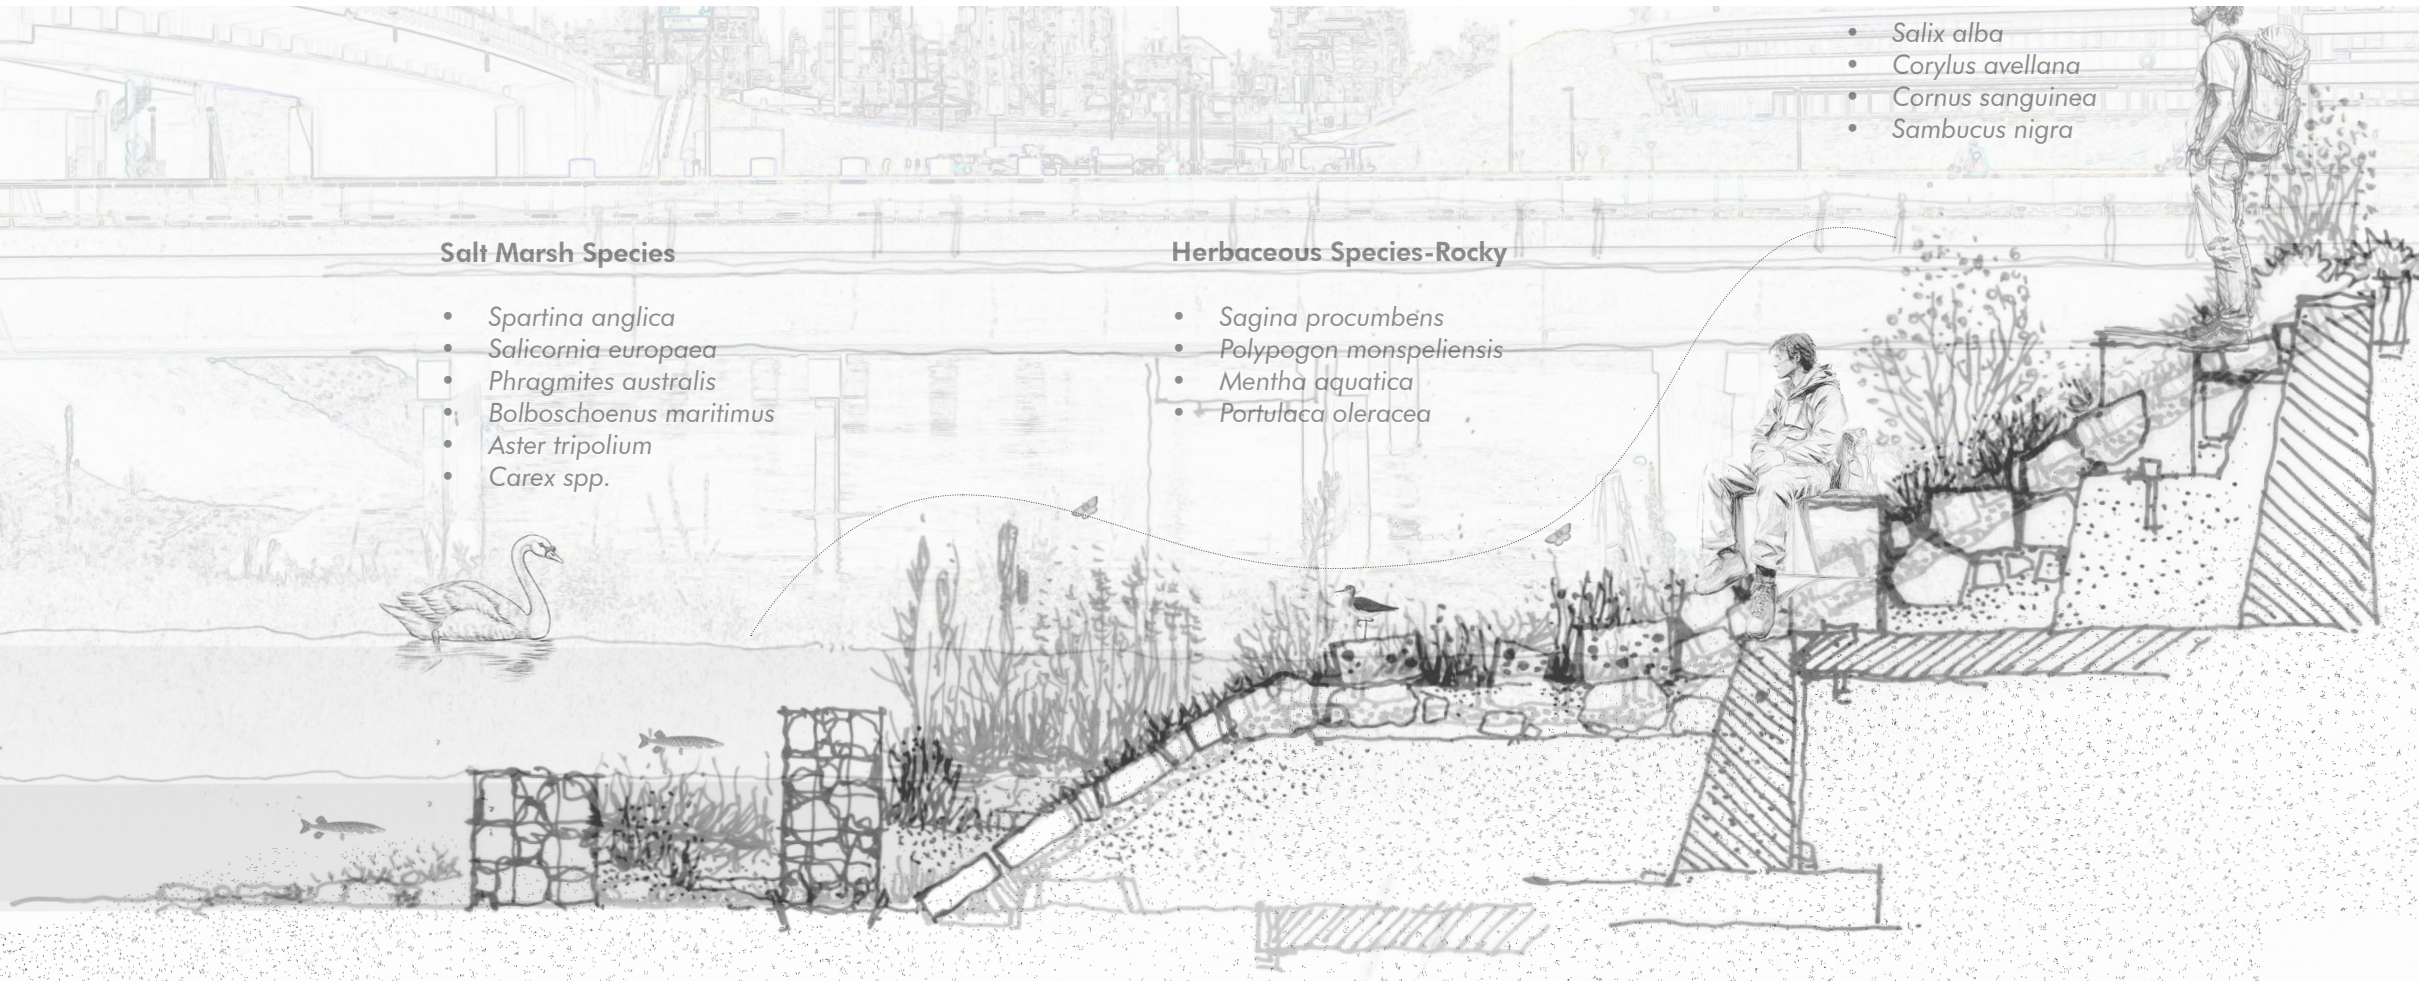 • Salix alba
• Corylus avellana
• Cornus sanguinea
• Sambucus nigra
Salt Marsh Species
• Spartina anglica
• Salicornia europaea
• Phragmites australis
• Bolboschoenus maritimus
• Aster tripolium
• Carex spp.
Herbaceous Species-Rocky
• Sagina procumbens
• Polypogon monspeliensis
• Mentha aquatica
• Portulaca oleracea